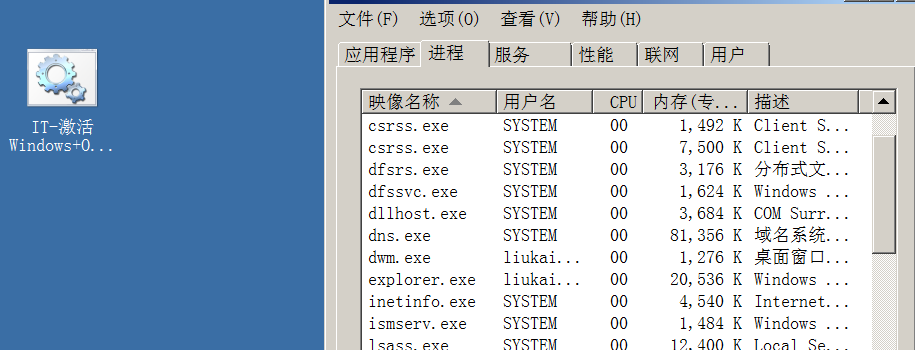 IT-激活
Windows+O...
文件(F) 选项(O) 查看(V) 帮助(H)
应用程序 进程 服务 性能 联网 用户
映像名称 用户名 CPU 内存(专... 描述
csrss.exe SYSTEM 00 1,492 K Client S...
csrss.exe SYSTEM 00 7,500 K Client S...
dfsrs.exe SYSTEM 00 3,176 K 分布式文...
dfssvc.exe SYSTEM 00 1,624 K Windows ...
dllhost.exe SYSTEM 00 3,684 K COM Surr...
dns.exe SYSTEM 00 81,356 K 域名系统...
dwm.exe liukai... 00 1,276 K 桌面窗口...
explorer.exe liukai... 00 20,536 K Windows ...
inetinfo.exe SYSTEM 00 4,540 K Internet...
ismserv.exe SYSTEM 00 1,484 K Windows ...
lsass.exe SYSTEM 00 12,400 K Local Se...